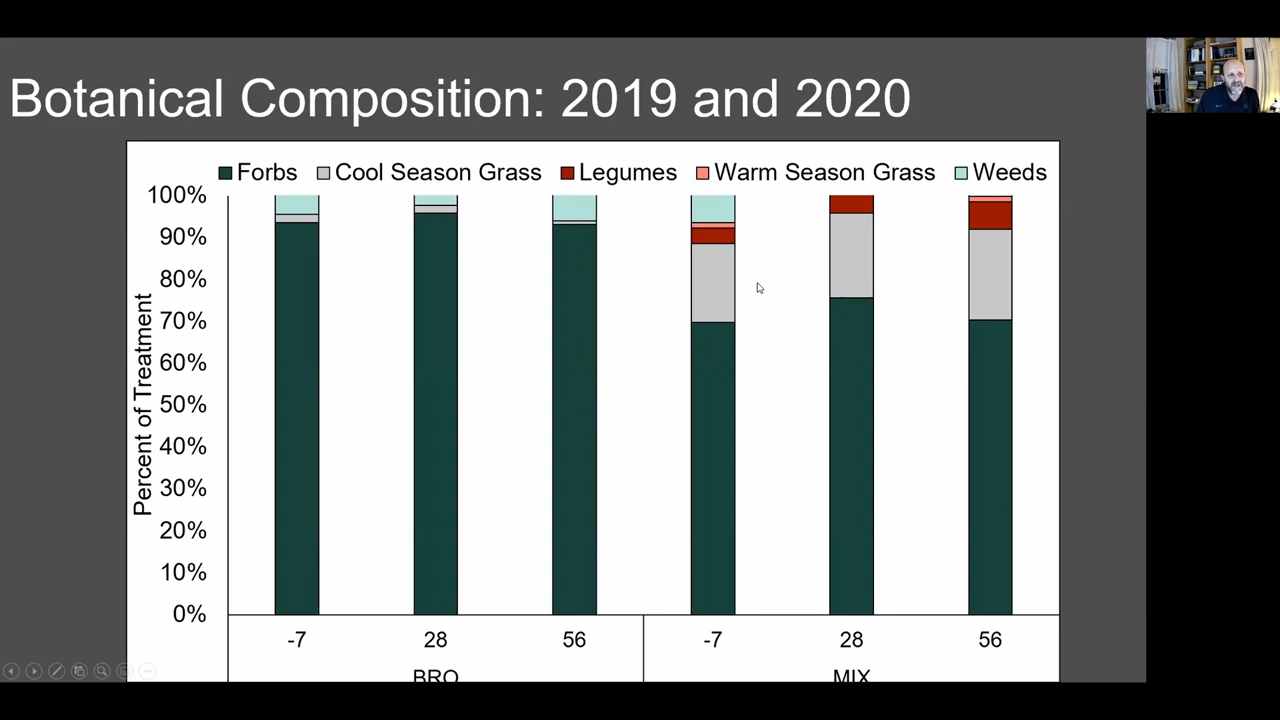 Botanical Composition: 2019 and 2020
Forbs Cool Season Grass Legumes Warm Season Grass Weeds
100%
90%
80%
70%
60%
50%
40%
30%
20%
10%
0%
Percent of Treatment
-7 28 56 -7 28 56
BRO MIX